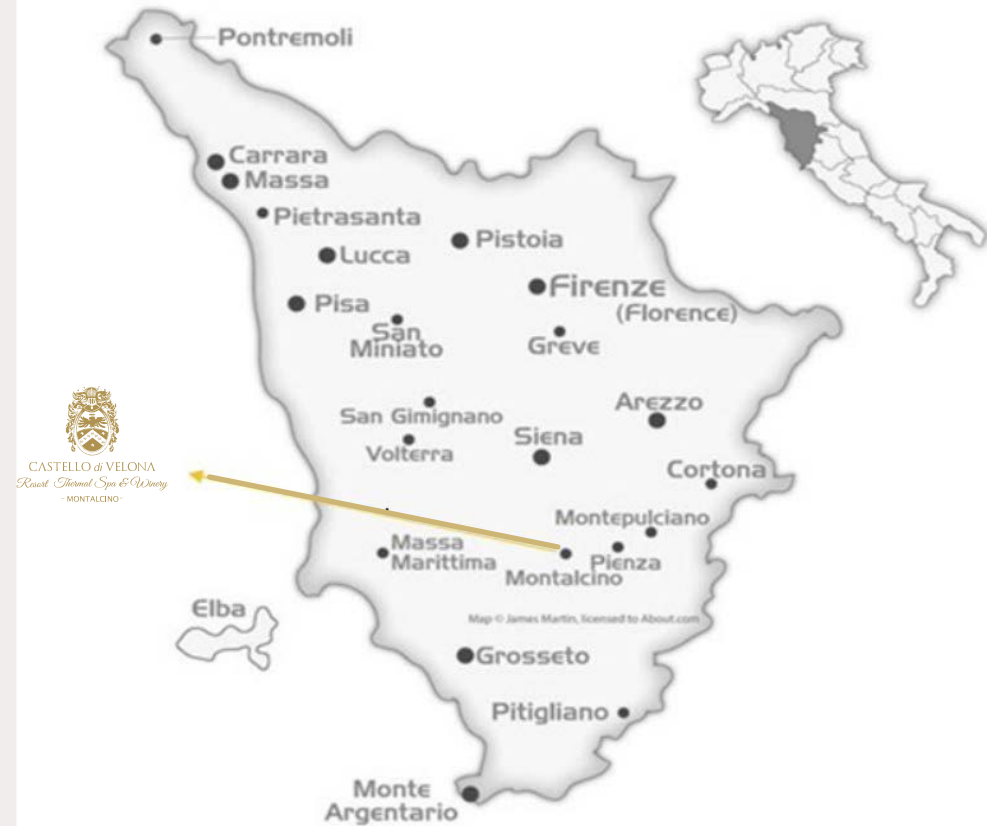 Pontremoli
Carrara
Massa
Pietrasanta
Lucca
Pistoia
Firenze
(Florence)
Pisa
San
Miniato
Greve
San Gimignano
Volterra
Siena
Arezzo
Cortona
CASTELLO di VELONA
Resort Thermal Spa & Winery
- MONTALCINO -
Montepulciano
Massa
Marittima
Pienza
Montalcino
Elba
Map © James Martin, licensed to About.com
Grosseto
Pitigliano
Monte
Argentario